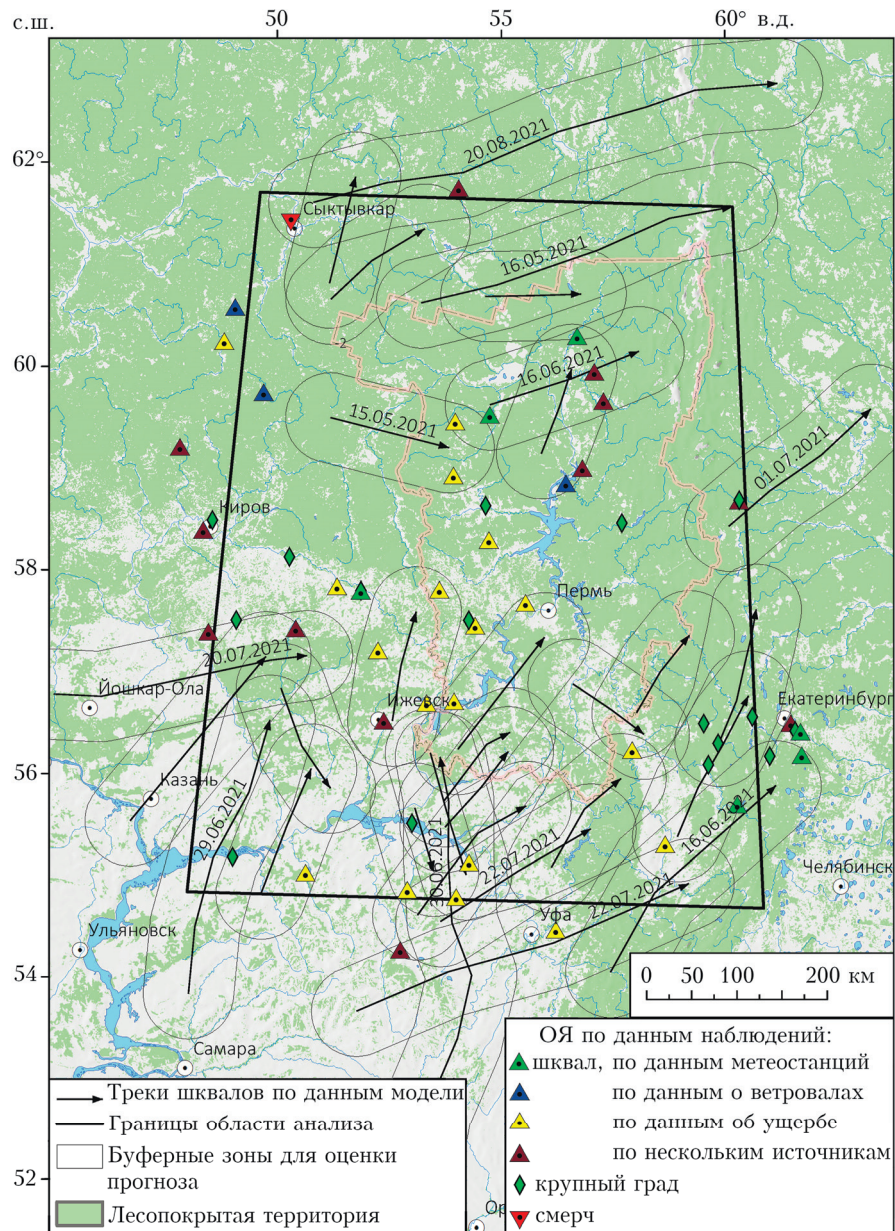 с.ш. 50 55 60° в.д.
62°
20.08.2021
Сыктывкар
16.05.2021
-2-
60
16.06.2021
15.05.2021
01.07.2021
Киров
58
Пермь
20.07.2021
Йошкар-Ола
Ижевск
Екатеринбург
56
Казань
29.06.2021
30.06.2021
22.07.2021
16.06.2021
22.07.2021
Челябинск
Ульяновск
Уфа
54
0 50 100 200 км
Самара
52
Ор
Треки шквалов по данным модели
Границы области анализа
Буферные зоны для оценки
прогноза
Лесопокрытая территория
ОЯ по данным наблюдений:
шквал, по данным метеостанций
по данным о ветровалах
по данным об ущербе
по нескольким источникам
крупный град
смерч